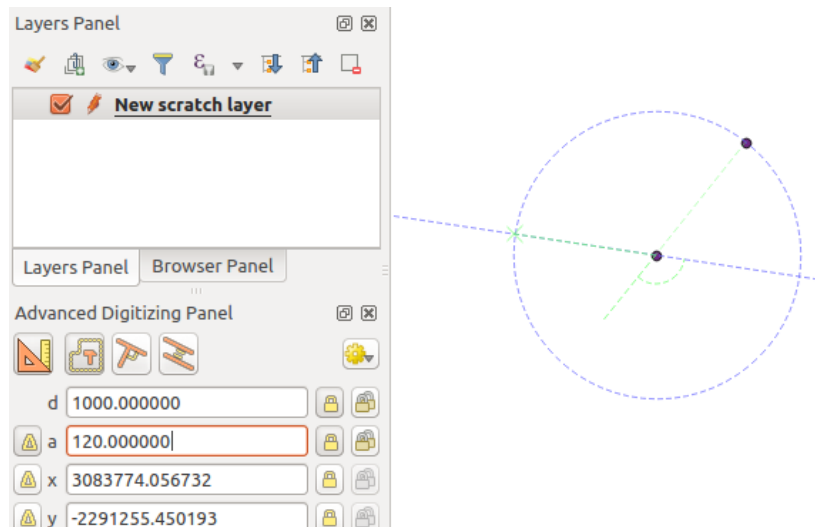 Layers Panel
New scratch layer
Layers Panel Browser Panel
Advanced Digitizing Panel
d 1000.000000
a 120.000000
x 3083774.056732
y -2291255.450193